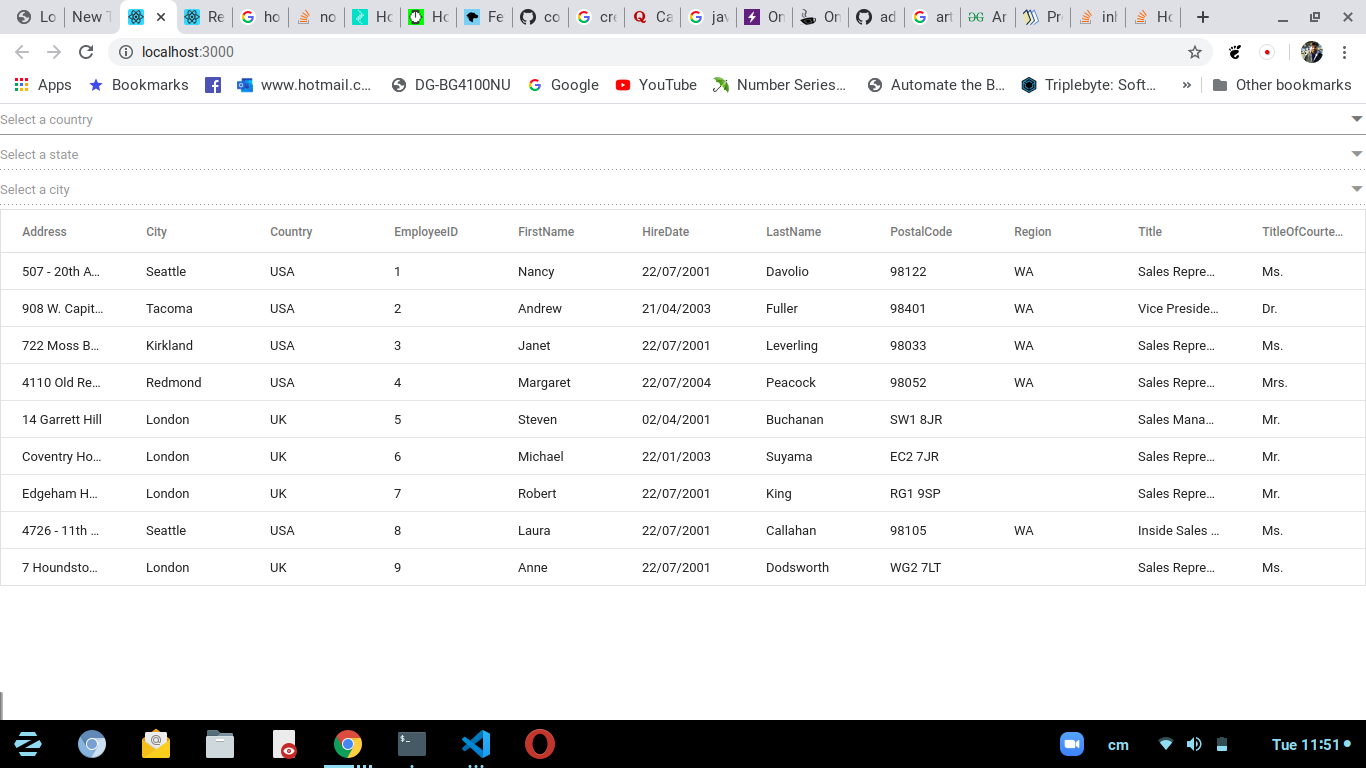 Lo New T Re ho no Ho Ho Fe co cre Ca jav On On ad art Ar Pr inl Ho
localhost:3000
Apps Bookmarks www.hotmail.c... DG-BG4100NU Google YouTube Number Series... Automate the B... Triplebyte: Soft... » Other bookmarks
Select a country
Select a state
Select a city
Address City Country EmployeeID FirstName HireDate LastName PostalCode Region Title TitleOfCourte...
507 - 20th A... Seattle USA 1 Nancy 22/07/2001 Davolio 98122 WA Sales Repre... Ms.
908 W. Capit... Tacoma USA 2 Andrew 21/04/2003 Fuller 98401 WA Vice Preside... Dr.
722 Moss B... Kirkland USA 3 Janet 22/07/2001 Leverling 98033 WA Sales Repre... Ms.
4110 Old Re... Redmond USA 4 Margaret 22/07/2004 Peacock 98052 WA Sales Repre... Mrs.
14 Garrett Hill London UK 5 Steven 02/04/2001 Buchanan SW1 8JR Sales Mana... Mr.
Coventry Ho... London UK 6 Michael 22/01/2003 Suyama EC2 7JR Sales Repre... Mr.
Edgeham H... London UK 7 Robert 22/07/2001 King RG1 9SP Sales Repre... Mr.
4726 - 11th ... Seattle USA 8 Laura 22/07/2001 Callahan 98105 WA Inside Sales ... Ms.
7 Houndsto... London UK 9 Anne 22/07/2001 Dodsworth WG2 7LT Sales Repre... Ms.
cm Tue 11:51